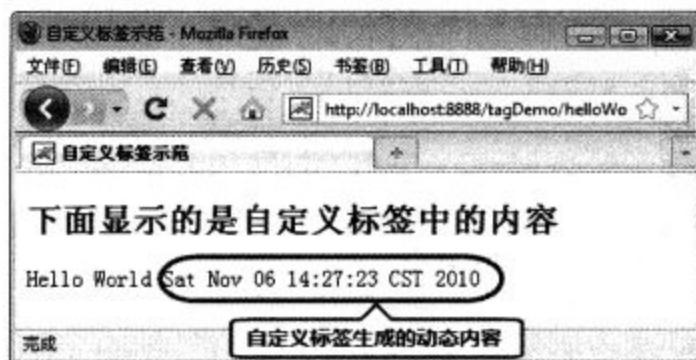 自定义标签示范 - Mozilla Firefox
文件(F) 编辑(E) 查看(V) 历史(S) 书签(B) 工具(T) 帮助(H)
http://localhost:8888/tagDemo/helloWo
自定义标签示范
下面显示的是自定义标签中的内容
Hello World Sat Nov 06 14:27:23 CST 2010
自定义标签生成的动态内容
完成